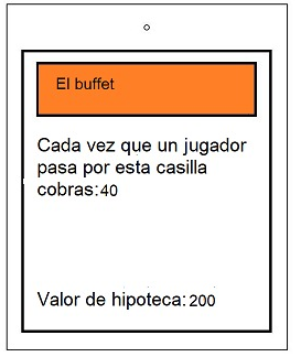 El buffet
Cada vez que un jugador
pasa por esta casilla
cobras:40
Valor de hipoteca:200